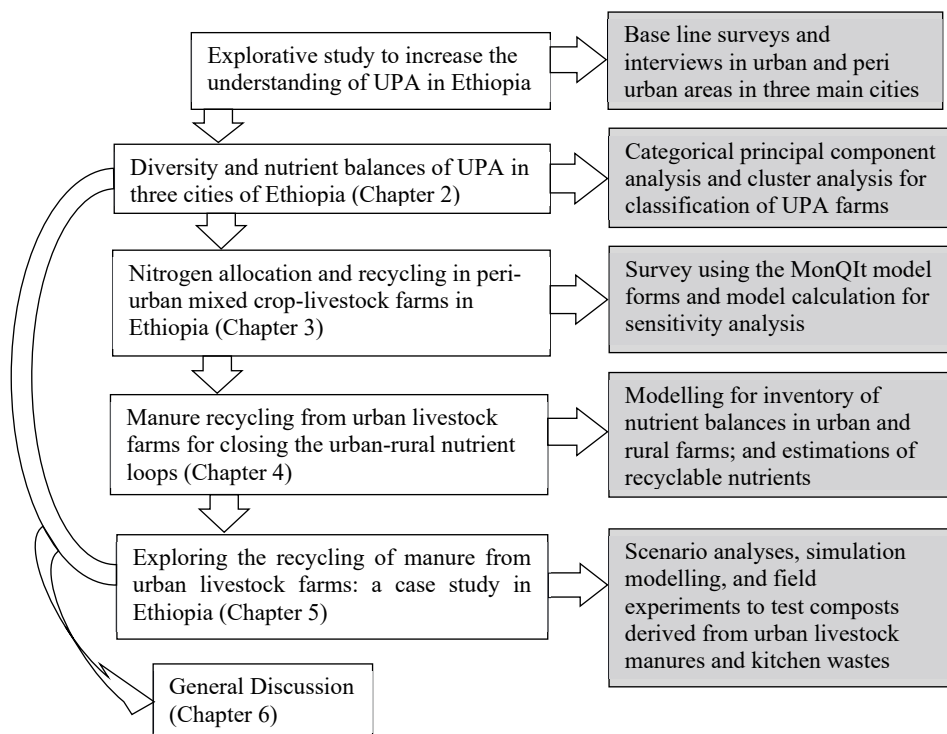 Explorative study to increase the
understanding of UPA in Ethiopia
Base line surveys and
interviews in urban and peri
urban areas in three main cities
Diversity and nutrient balances of UPA in
three cities of Ethiopia (Chapter 2)
Categorical principal component
analysis and cluster analysis for
classification of UPA farms
Nitrogen allocation and recycling in peri-
urban mixed crop-livestock farms in
Ethiopia (Chapter 3)
Survey using the MonQIt model
forms and model calculation for
sensitivity analysis
Manure recycling from urban livestock
farms for closing the urban-rural nutrient
loops (Chapter 4)
Modelling for inventory of
nutrient balances in urban and
rural farms; and estimations of
recyclable nutrients
Exploring the recycling of manure from
urban livestock farms: a case study in
Ethiopia (Chapter 5)
Scenario analyses, simulation
modelling, and field
experiments to test composts
derived from urban livestock
manures and kitchen wastes
General Discussion
(Chapter 6)